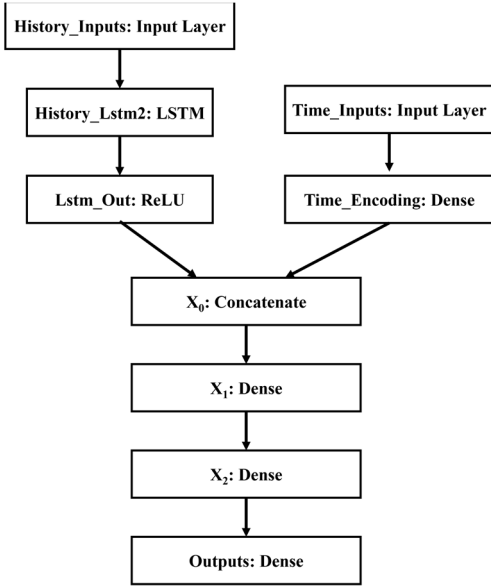 History_Inputs: Input Layer
History_Lstm2: LSTM
Time_Inputs: Input Layer
Lstm_Out: ReLU
Time_Encoding: Dense
X₀: Concatenate
X₁: Dense
X₂: Dense
Outputs: Dense